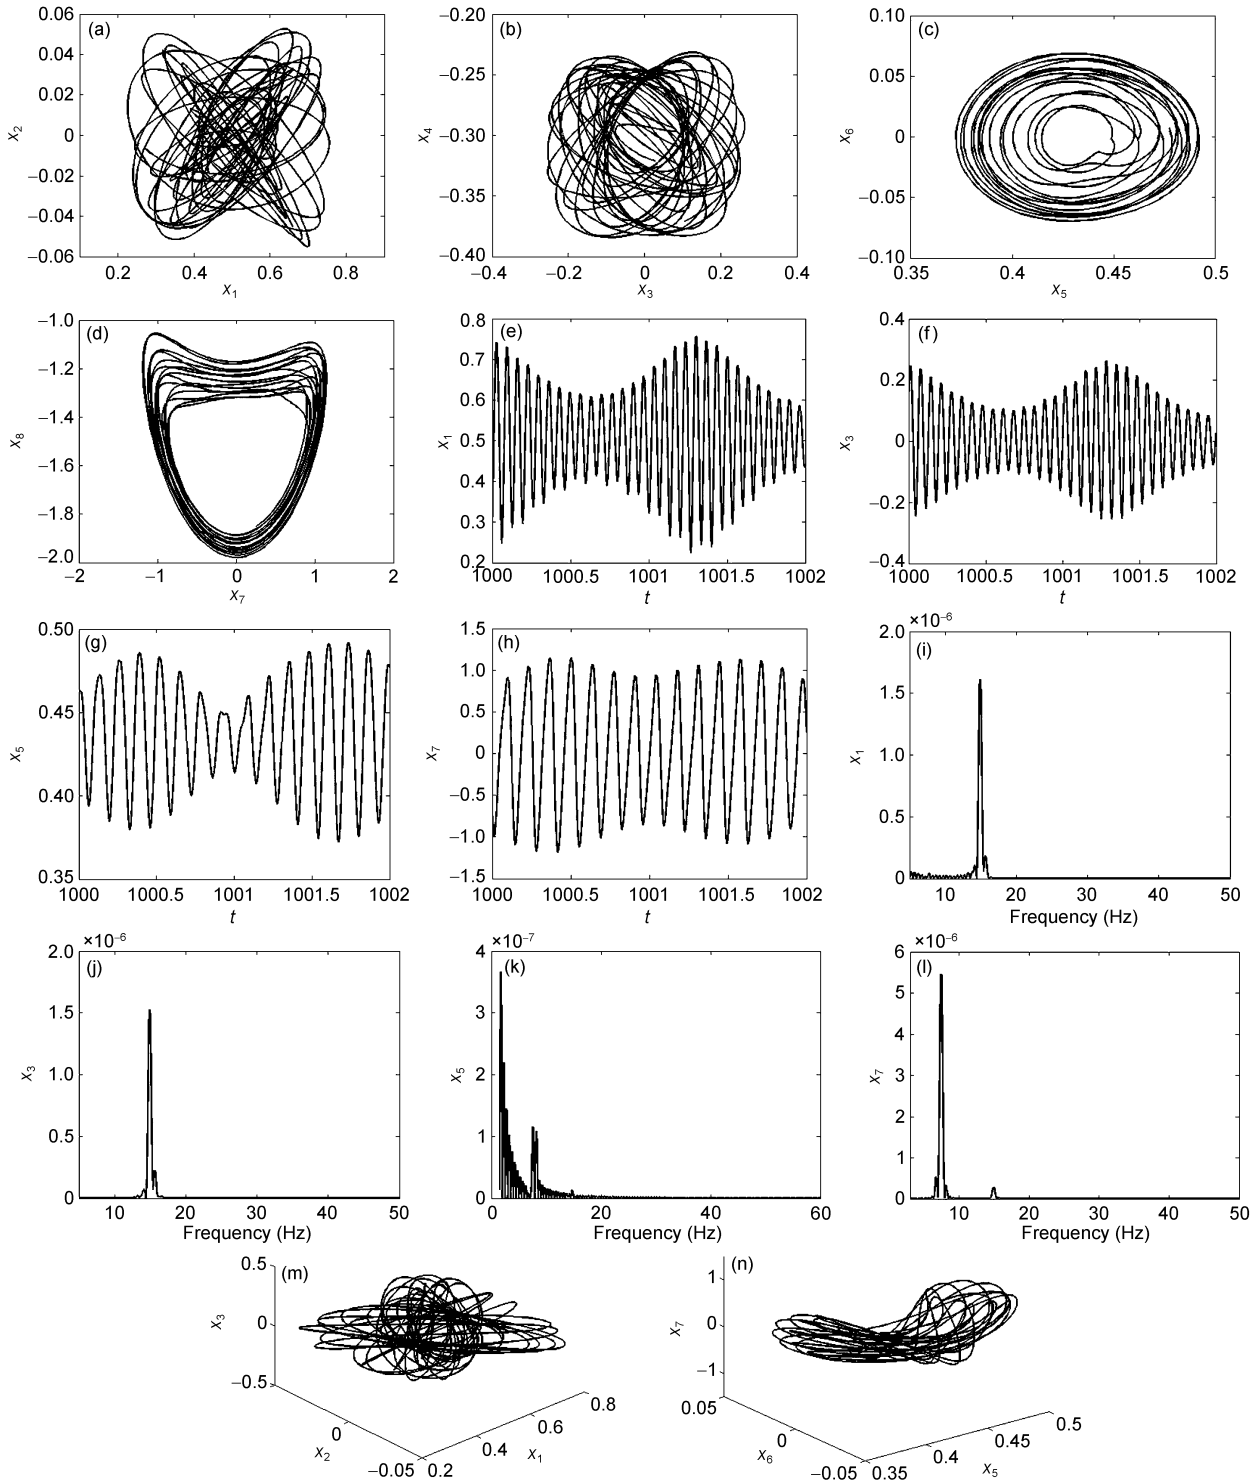 (a)
0.06
0.04
0.02
0
−0.02
−0.04
−0.06
0.2 0.4 0.6 0.8
x2
x1
(b)
−0.20
−0.25
−0.30
−0.35
−0.40
−0.4 −0.2 0 0.2 0.4
x4
x3
(c)
0.10
0.05
0
−0.05
−0.10
0.35 0.4 0.45 0.5
x6
x5
(d)
−1.0
−1.2
−1.4
−1.6
−1.8
−2.0
−2 −1 0 1 2
x8
x7
(e)
0.8
0.7
0.6
0.5
0.4
0.3
0.2
1000 1000.5 1001 1001.5 1002
x1
t
(f)
0.4
0.2
0
−0.2
−0.4
1000 1000.5 1001 1001.5 1002
x3
t
(g)
0.50
0.45
0.40
0.35
1000 1000.5 1001 1001.5 1002
x5
t
(h)
1.5
1.0
0.5
0
−0.5
−1.0
−1.5
1000 1000.5 1001 1001.5 1002
x7
t
×10−6
(i)
2.0
1.5
1.0
0.5
0
10 20 30 40 50
x1
Frequency (Hz)
×10−6
(j)
2.0
1.5
1.0
0.5
0
10 20 30 40 50
x3
Frequency (Hz)
×10−7
(k)
4
3
2
1
0
0 20 40 60
x5
Frequency (Hz)
×10−6
(l)
6
5
4
3
2
1
0
10 20 30 40 50
x7
Frequency (Hz)
(m)
0.5
0
−0.5
x3
0
−0.05
x2
0.2 0.4 0.6 0.8
x1
(n)
1
0
−1
x7
0.05
0
−0.05
x6
0.35 0.4 0.45 0.5
x5